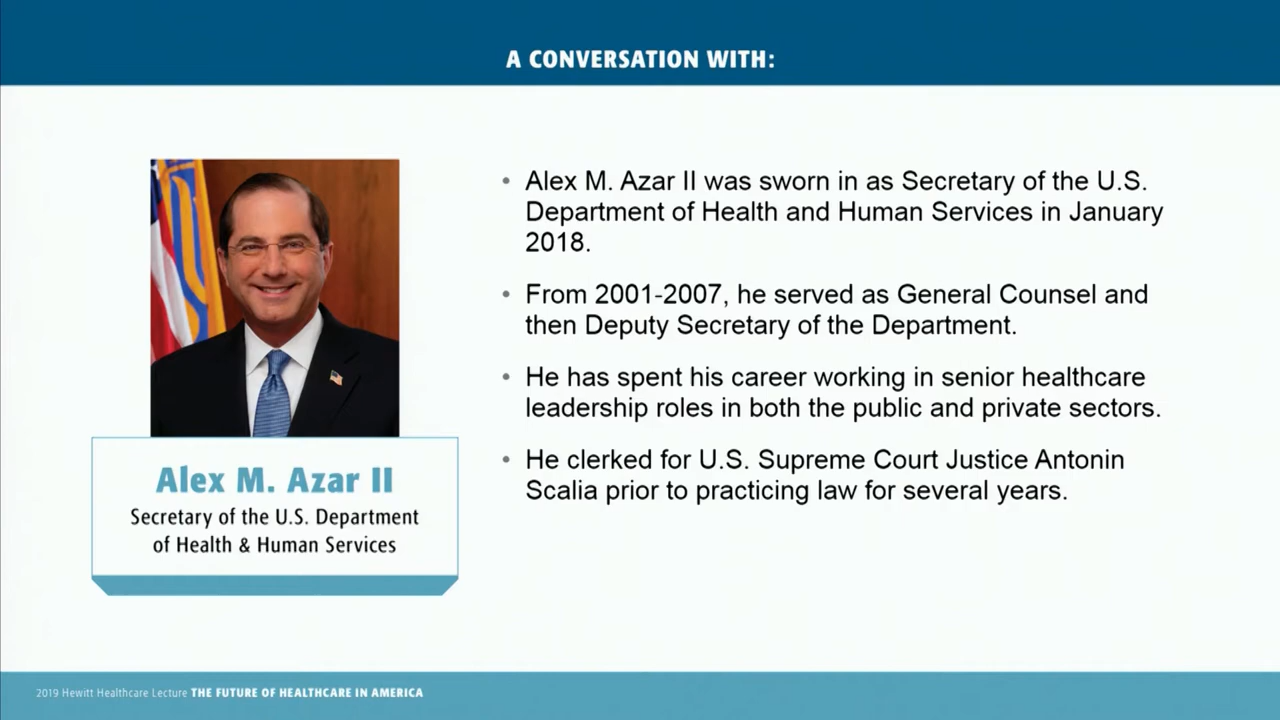 A CONVERSATION WITH:
Alex M. Azar II
Secretary of the U.S. Department
of Health & Human Services
• Alex M. Azar II was sworn in as Secretary of the U.S.
Department of Health and Human Services in January
2018.
• From 2001-2007, he served as General Counsel and
then Deputy Secretary of the Department.
• He has spent his career working in senior healthcare
leadership roles in both the public and private sectors.
• He clerked for U.S. Supreme Court Justice Antonin
Scalia prior to practicing law for several years.
2019 Hewitt Healthcare Lecture THE FUTURE OF HEALTHCARE IN AMERICA